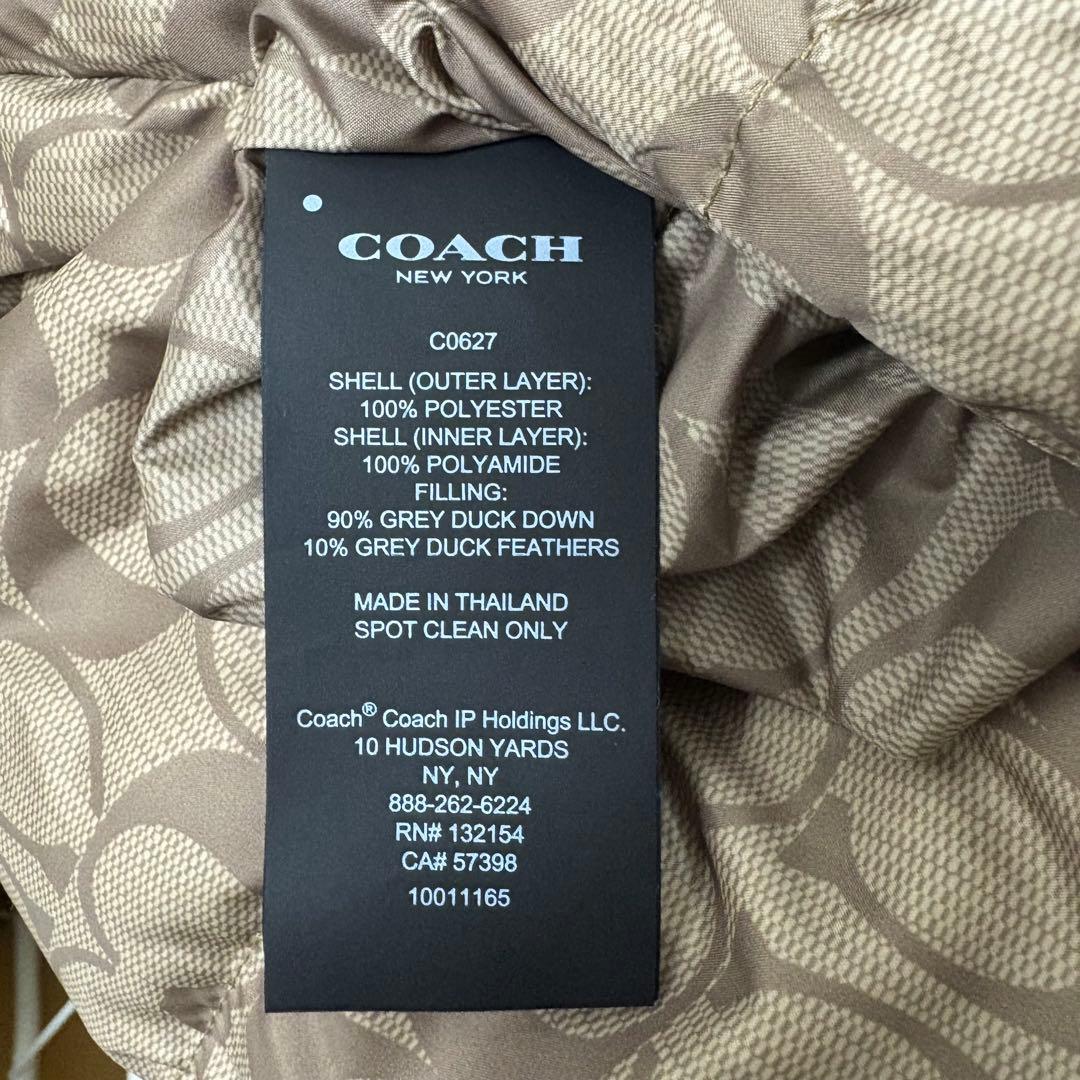 COACH
NEW YORK
C0627
SHELL (OUTER LAYER):
100% POLYESTER
SHELL (INNER LAYER):
100% POLYAMIDE
FILLING:
90% GREY DUCK DOWN
10% GREY DUCK FEATHERS
MADE IN THAILAND
SPOT CLEAN ONLY
Coach® Coach IP Holdings LLC.
10 HUDSON YARDS
NY, NY
888-262-6224
RN# 132154
CA# 57398
10011165